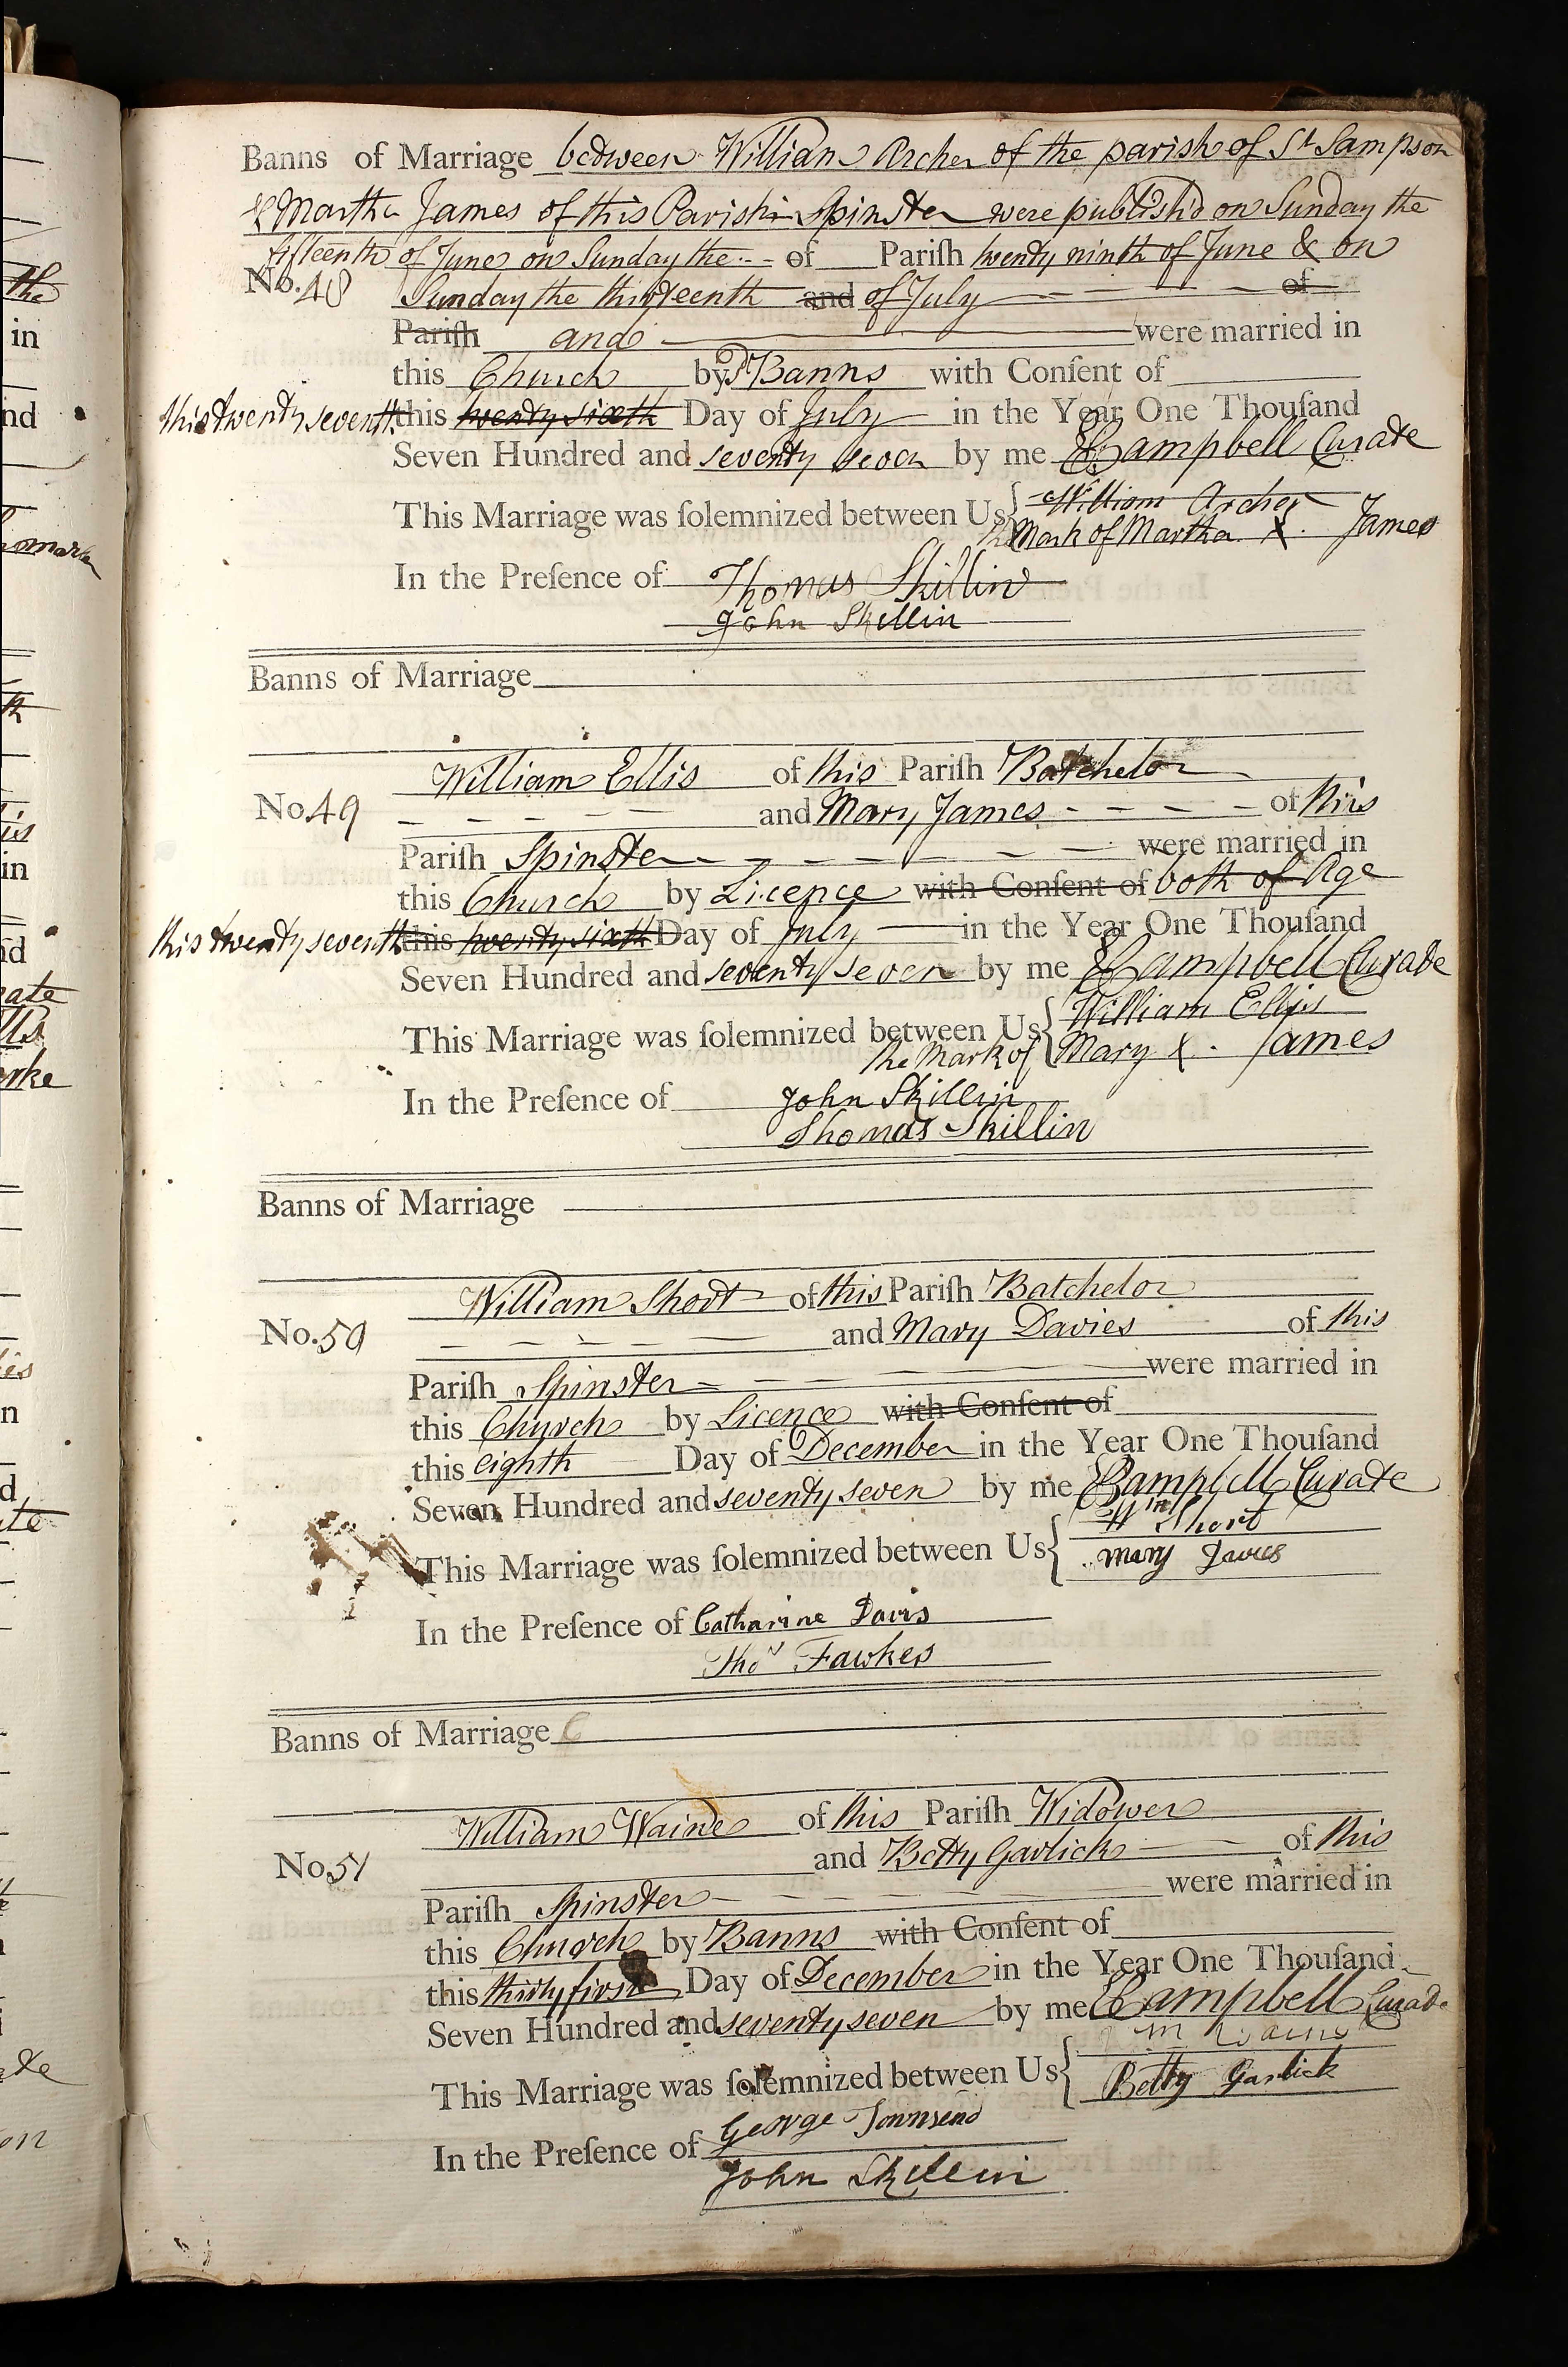 Banns of Marriage between William Archer of the parish of St Sampson
& Martha James of this Parish Spinster were publishd on Sunday the
fifteenth of June on Sunday the -- of Pariſh twenty ninth of June & on
No. 48 Sunday the thirteenth and of July of
Pariſh and were married in
this Church by Banns with Conſent of
this twenty seventh this twenty sixth Day of July in the Year One Thouſand
Seven Hundred and seventy seven by me Campbell Curate
This Marriage was ſolemnized between Us William Archer
the Mark of Martha X James
In the Preſence of Thomas Skillin
John Skillin
Banns of Marriage
William Ellis of this Pariſh Batchelor
No. 49 and Mary James of this
Pariſh Spinster were married in
this Church by Licence with Conſent of both of Age
this twenty seventh this twenty sixth Day of July in the Year One Thouſand
Seven Hundred and seventy seven by me Campbell Curate
This Marriage was ſolemnized between Us William Ellis
the Mark of Mary X James
In the Preſence of John Skillin
Thomas Skillin
Banns of Marriage
William Short of this Pariſh Batchelor
No. 50 and Mary Davies of this
Pariſh Spinster were married in
this Church by Licence with Conſent of
this eighth Day of December in the Year One Thouſand
Seven Hundred and seventy seven by me Campbell Curate
This Marriage was ſolemnized between Us Wm Short
Mary Davies
In the Preſence of Catharine Davis
Thos Fawkes
Banns of Marriage
William Waine of this Pariſh Widower
No. 51 and Betty Garlick of this
Pariſh Spinster were married in
this Church by Banns with Conſent of
this thirty first Day of December in the Year One Thouſand
Seven Hundred and seventy seven by me Campbell Curate
This Marriage was ſolemnized between Us Wm Waine
Betty Garlick
In the Preſence of George Townsend
John Skillin